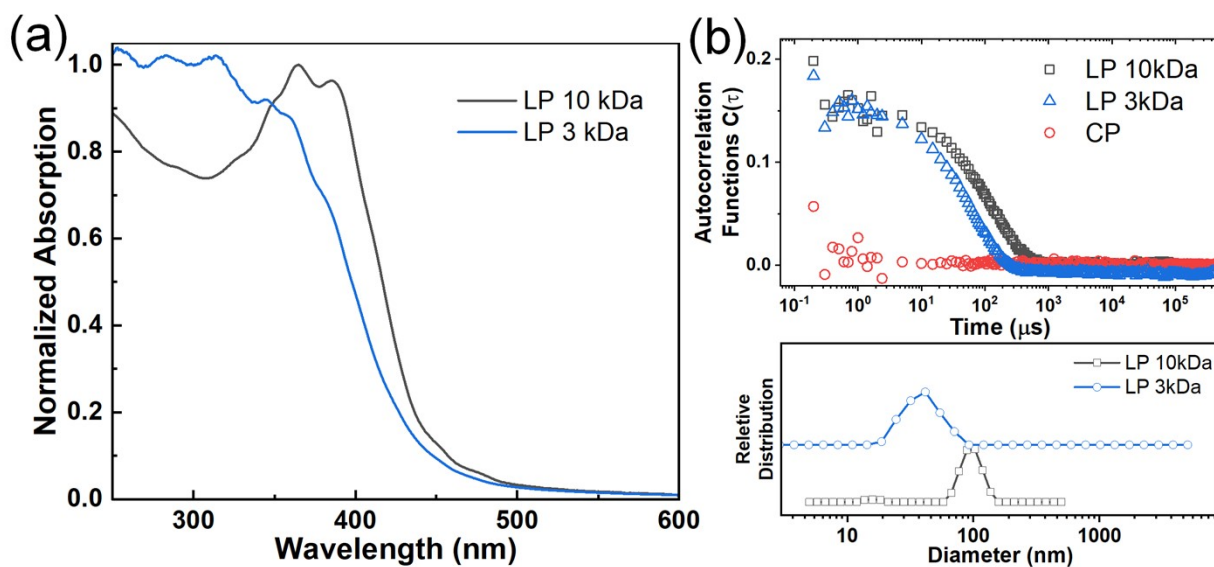 (a)
Normalized Absorption
1.0
0.8
0.6
0.4
0.2
0.0
LP 10 kDa
LP 3 kDa
300
400
500
600
Wavelength (nm)
(b)
Autocorrelation
Functions C(τ)
0.2
0.1
0.0
LP 10kDa
LP 3kDa
CP
10⁻¹
10⁰
10¹
10²
10³
10⁴
10⁵
Time (μs)
Reletive
Distribution
LP 10kDa
LP 3kDa
10
100
1000
Diameter (nm)